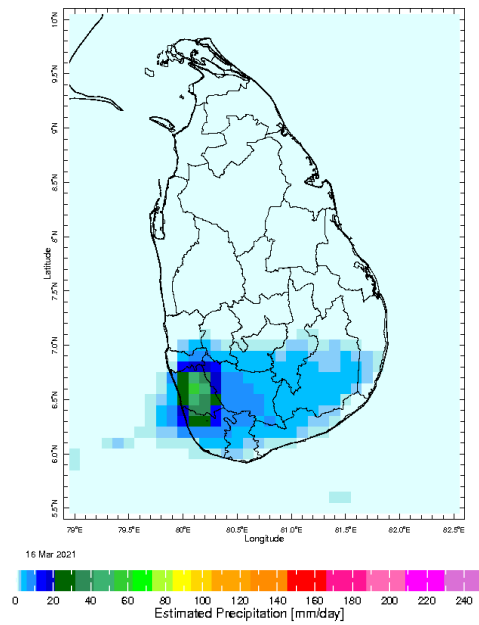 10°N
9.5°N
9°N
8.5°N
8°N
7.5°N
7.0°N
6.5°N
6.0°N
5.5°N
Latitude
79°E 79.5°E 80°E 80.5°E 81.0°E 81.5°E 82.0°E 82.5°E
Longitude
16 Mar 2021
0 20 40 60 80 100 120 140 160 180 200 220 240
Estimated Precipitation [mm/day]